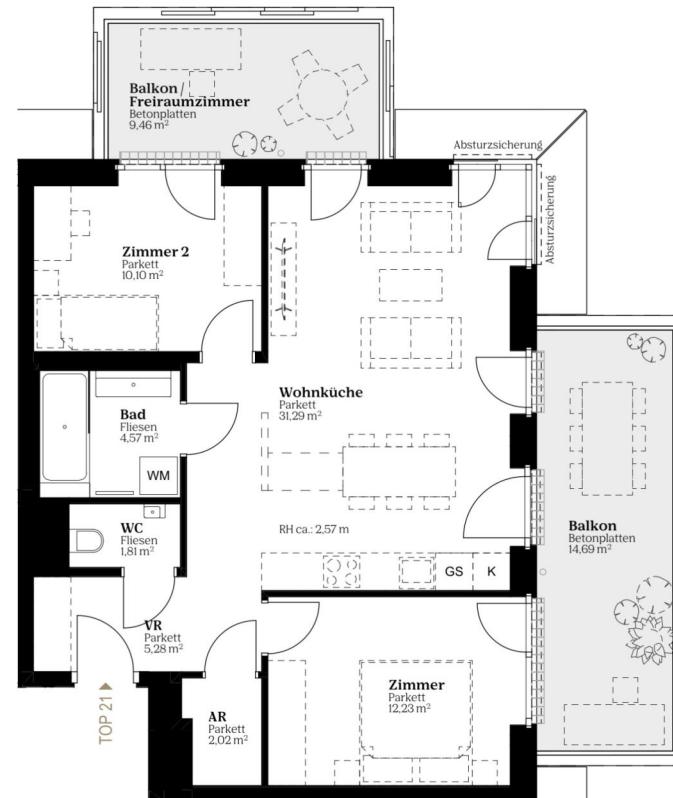 Balkon /
Freiraumzimmer
Betonplatten
9,46 m²
Absturzsicherung
Absturzsicherung
Zimmer 2
Parkett
10,10 m²
Wohnküche
Parkett
31,29 m²
Bad
Fliesen
4,57 m²
WM
WC
Fliesen
1,81 m²
RH ca.: 2,57 m
GS
K
Balkon
Betonplatten
14,69 m²
VR
Parkett
5,28 m²
Zimmer
Parkett
12,23 m²
AR
Parkett
2,02 m²
TOP 21